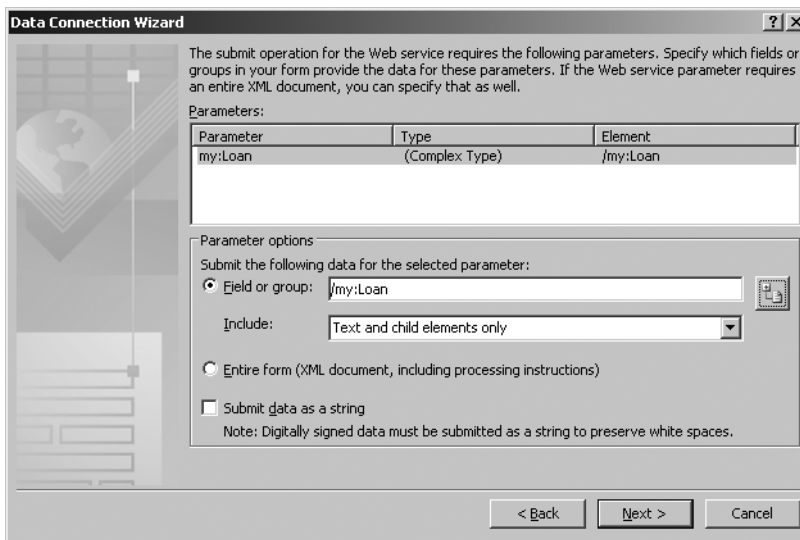 Data Connection Wizard
The submit operation for the Web service requires the following parameters. Specify which fields or
groups in your form provide the data for these parameters. If the Web service parameter requires
an entire XML document, you can specify that as well.
Parameters:
Parameter Type Element
my:Loan (Complex Type) /my:Loan
Parameter options
Submit the following data for the selected parameter:
Field or group: /my:Loan
Include: Text and child elements only
Entire form (XML document, including processing instructions)
Submit data as a string
Note: Digitally signed data must be submitted as a string to preserve white spaces.
< Back Next > Cancel